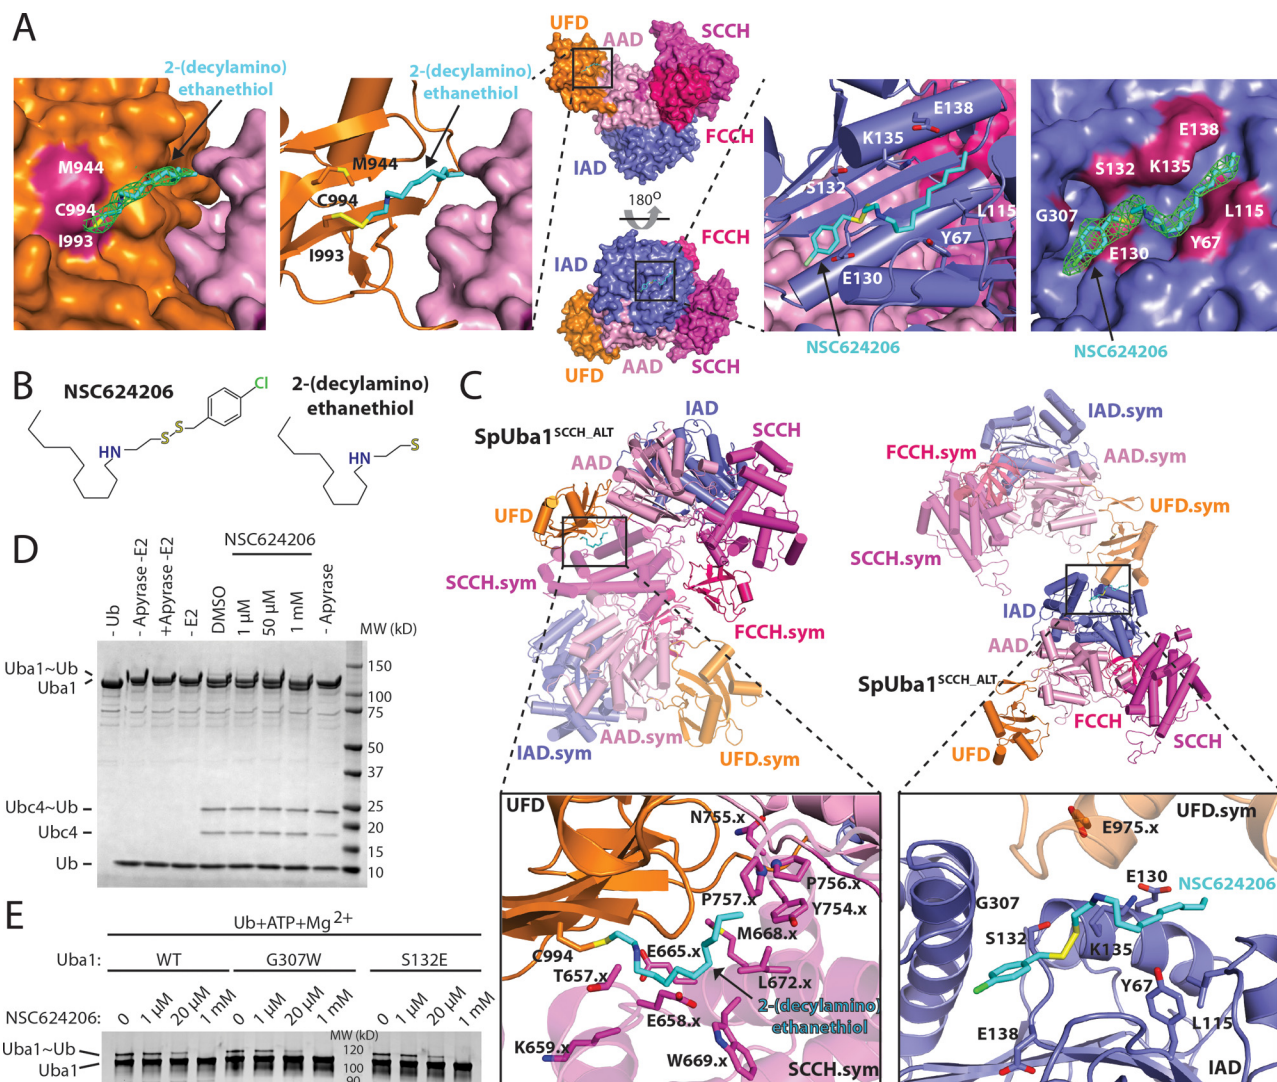 A
2-(decylamino)
ethanethiol
M944
C994
I993
2-(decylamino)
ethanethiol
M944
C994
I993
UFD
AAD
SCCH
FCCH
IAD
180°
FCCH
IAD
UFD
AAD
SCCH
E138
K135
S132
L115
Y67
E130
NSC624206
E138
S132
K135
G307
L115
E130
Y67
NSC624206
B
NSC624206
Cl
S
S
HN
2-(decylamino)
ethanethiol
HN
S
C
SpUba1SCCH_ALT
IAD
SCCH
AAD
UFD
SCCH.sym
FCCH.sym
IAD.sym
AAD.sym
UFD.sym
IAD.sym
FCCH.sym
AAD.sym
UFD.sym
SCCH.sym
IAD
AAD
SpUba1SCCH_ALT
FCCH
SCCH
UFD
UFD
N755.x
P756.x
P757.x
Y754.x
M668.x
C994
E665.x
T657.x
L672.x
2-(decylamino)
ethanethiol
E658.x
K659.x
W669.x
SCCH.sym
UFD.sym
E975.x
E130
NSC624206
G307
S132
K135
Y67
L115
E138
IAD
D
NSC624206
- Ub
- Apyrase -E2
+Apyrase -E2
- E2
DMSO
1 µM
50 µM
1 mM
- Apyrase
MW (kD)
Uba1~Ub
Uba1
150
100
75
50
37
Ubc4~Ub
25
Ubc4
20
15
Ub
10
E
Ub+ATP+Mg2+
Uba1:
WT
G307W
S132E
NSC624206:
0
1 µM
20 µM
1 mM
0
1 µM
20 µM
1 mM
0
1 µM
20 µM
1 mM
MW (kD)
Uba1~Ub
120
Uba1
100
90